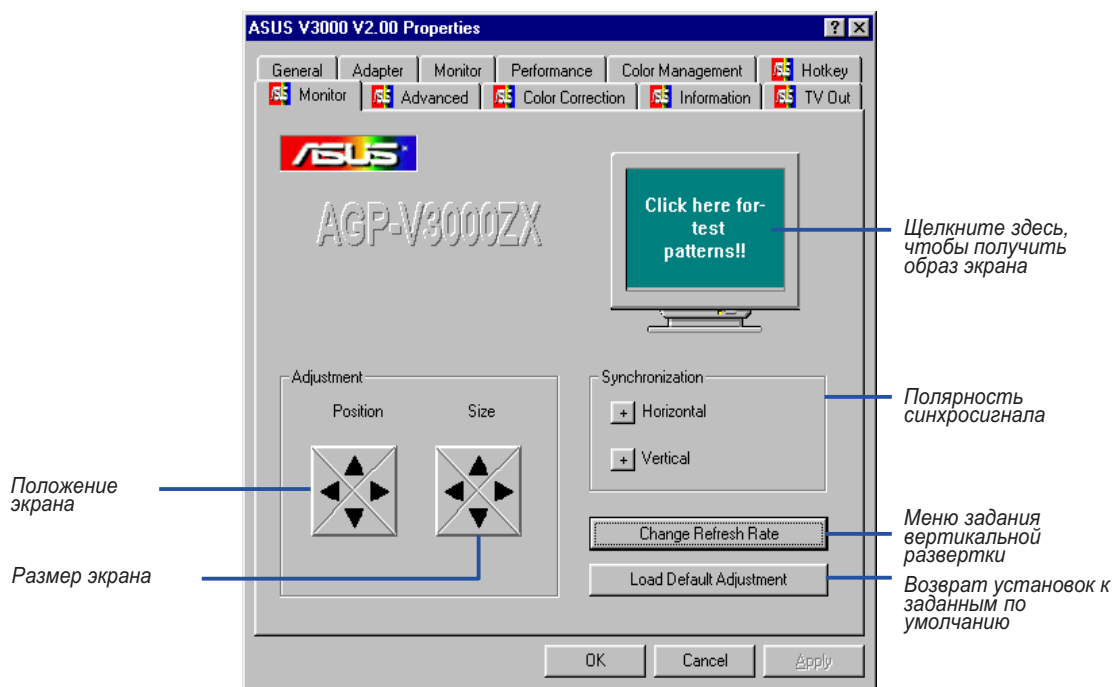 ASUS V3000 V2.00 Properties
General Adapter Monitor Performance Color Management Hotkey
Monitor Advanced Color Correction Information TV Out
ASUS
AGP-V3000ZX
Click here for-
test
patterns!!
Щелкните здесь,
чтобы получить
образ экрана
Adjustment
Position Size
Synchronization
+ Horizontal
+ Vertical
Полярность
синхросигнала
Положение
экрана
Размер экрана
Change Refresh Rate
Меню задания
вертикальной
развертки
Load Default Adjustment
Возврат установок к
заданным по
умолчанию
OK Cancel Apply